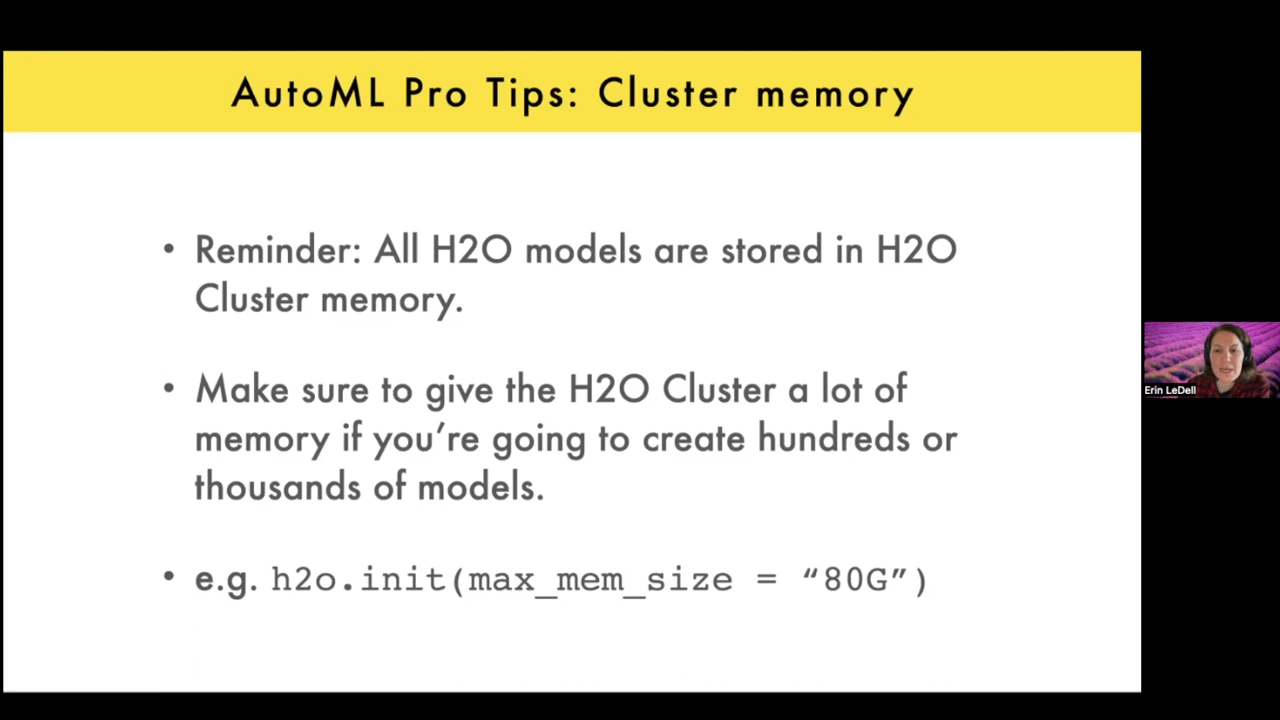 AutoML Pro Tips: Cluster memory
• Reminder: All H2O models are stored in H2O
Cluster memory.
• Make sure to give the H2O Cluster a lot of
memory if you’re going to create hundreds or
thousands of models.
• e.g. h2o.init(max_mem_size = “80G”)
Erin LeDell